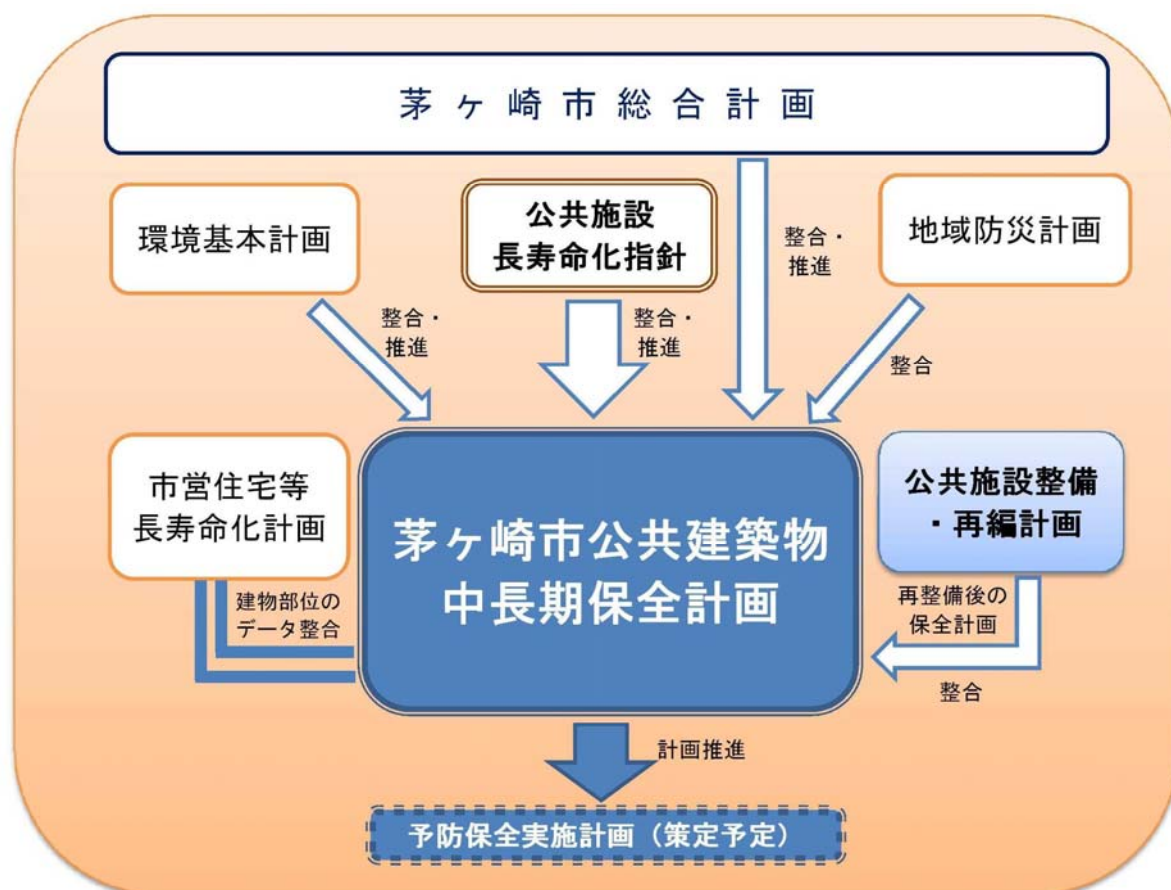 茅ヶ崎市総合計画
環境基本計画
公共施設
長寿命化指針
地域防災計画
整合・
推進
整合・
推進
整合・
推進
整合
市営住宅等
長寿命化計画
茅ヶ崎市公共建築物
中長期保全計画
公共施設整備
・再編計画
建物部位の
データ整合
再整備後の
保全計画
整合
計画推進
予防保全実施計画（策定予定）